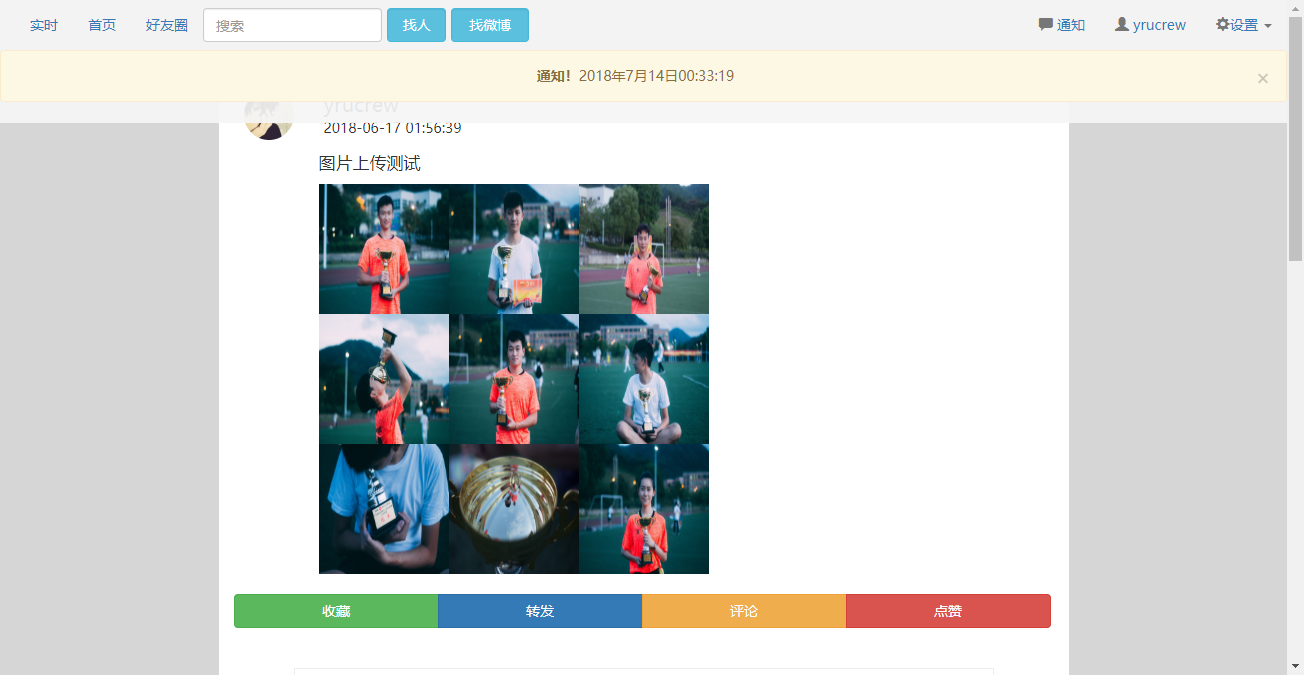 实时 首页 好友圈 搜索 找人 找微博 通知 yrucrew 设置
通知！2018年7月14日00:33:19 ×
yrucrew
2018-06-17 01:56:39
图片上传测试
收藏 转发 评论 点赞